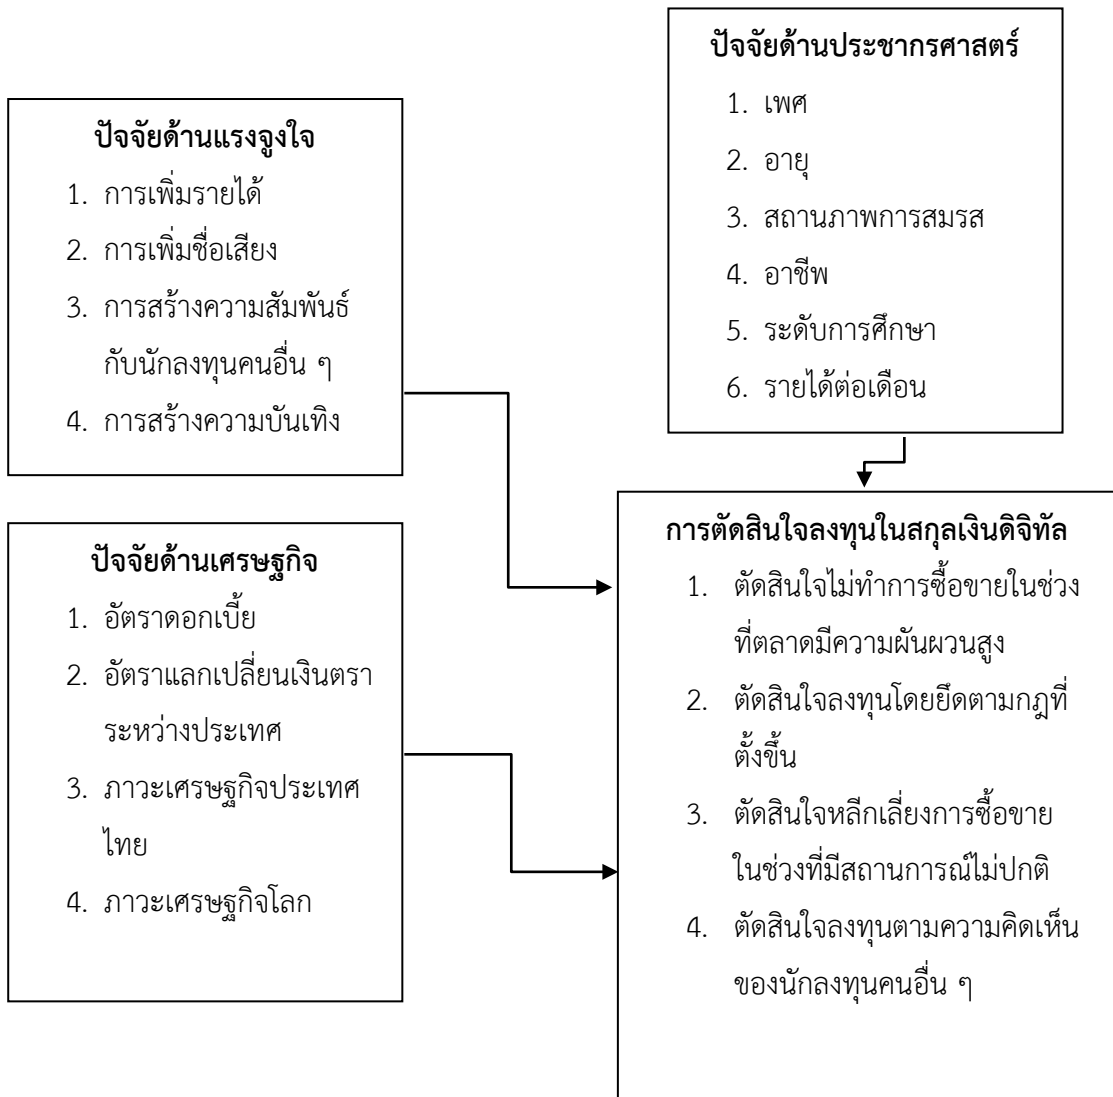 ปัจจัยด้านประชากรศาสตร์
1. เพศ
2. อายุ
3. สถานภาพการสมรส
4. อาชีพ
5. ระดับการศึกษา
6. รายได้ต่อเดือน
ปัจจัยด้านแรงจูงใจ
1. การเพิ่มรายได้
2. การเพิ่มชื่อเสียง
3. การสร้างความสัมพันธ์
กับนักลงทุนคนอื่น ๆ
4. การสร้างความบันเทิง
ปัจจัยด้านเศรษฐกิจ
1. อัตราดอกเบี้ย
2. อัตราแลกเปลี่ยนเงินตรา
ระหว่างประเทศ
3. ภาวะเศรษฐกิจประเทศ
ไทย
4. ภาวะเศรษฐกิจโลก
การตัดสินใจลงทุนในสกุลเงินดิจิทัล
1. ตัดสินใจไม่ทำการซื้อขายในช่วง
ที่ตลาดมีความผันผวนสูง
2. ตัดสินใจลงทุนโดยยึดตามกฎที่
ตั้งขึ้น
3. ตัดสินใจหลีกเลี่ยงการซื้อขาย
ในช่วงที่มีสถานการณ์ไม่ปกติ
4. ตัดสินใจลงทุนตามความคิดเห็น
ของนักลงทุนคนอื่น ๆ